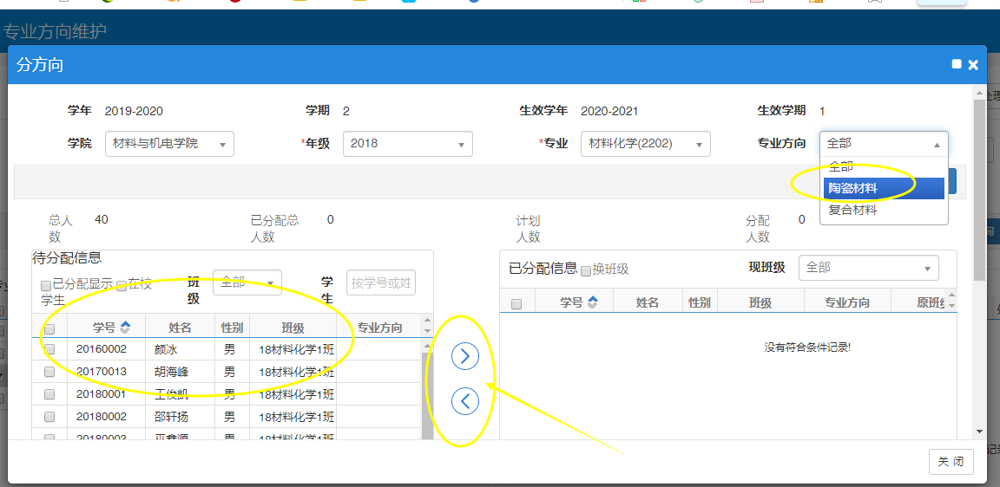 专业方向维护
分方向
学年 2019-2020 学期 2 生效学年 2020-2021 生效学期 1
学院 材料与机电学院 *年级 2018 *专业 材料化学(2202) 专业方向 全部
全部
陶瓷材料
复合材料
总人数 40 已分配总人数 0 计划人数 分配人数 0
待分配信息
已分配显示 在校学生 班级 全部 学生 按学号或姓
学号 姓名 性别 班级 专业方向
20160002 颜冰 男 18材料化学1班
20170013 胡海峰 男 18材料化学1班
20180001 王俊凯 男 18材料化学1班
20180002 邵轩扬 男 18材料化学1班
20180003 男 18材料化学1班
已分配信息 换班级 现班级 全部
学号 姓名 性别 班级 专业方向 原班级
没有符合条件记录!
关 闭